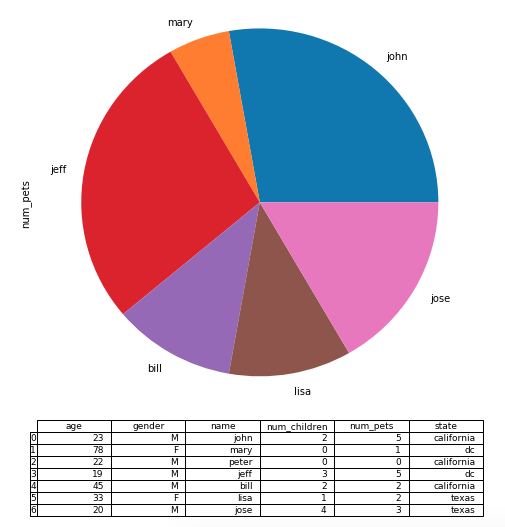 mary
john
jeff
num_pets
jose
bill
lisa
age gender name num_children num_pets state
0 23 M john 2 5 california
1 78 F mary 0 1 dc
2 22 M peter 0 0 california
3 19 M jeff 3 5 dc
4 45 M bill 2 2 california
5 33 F lisa 1 2 texas
6 20 M jose 4 3 texas